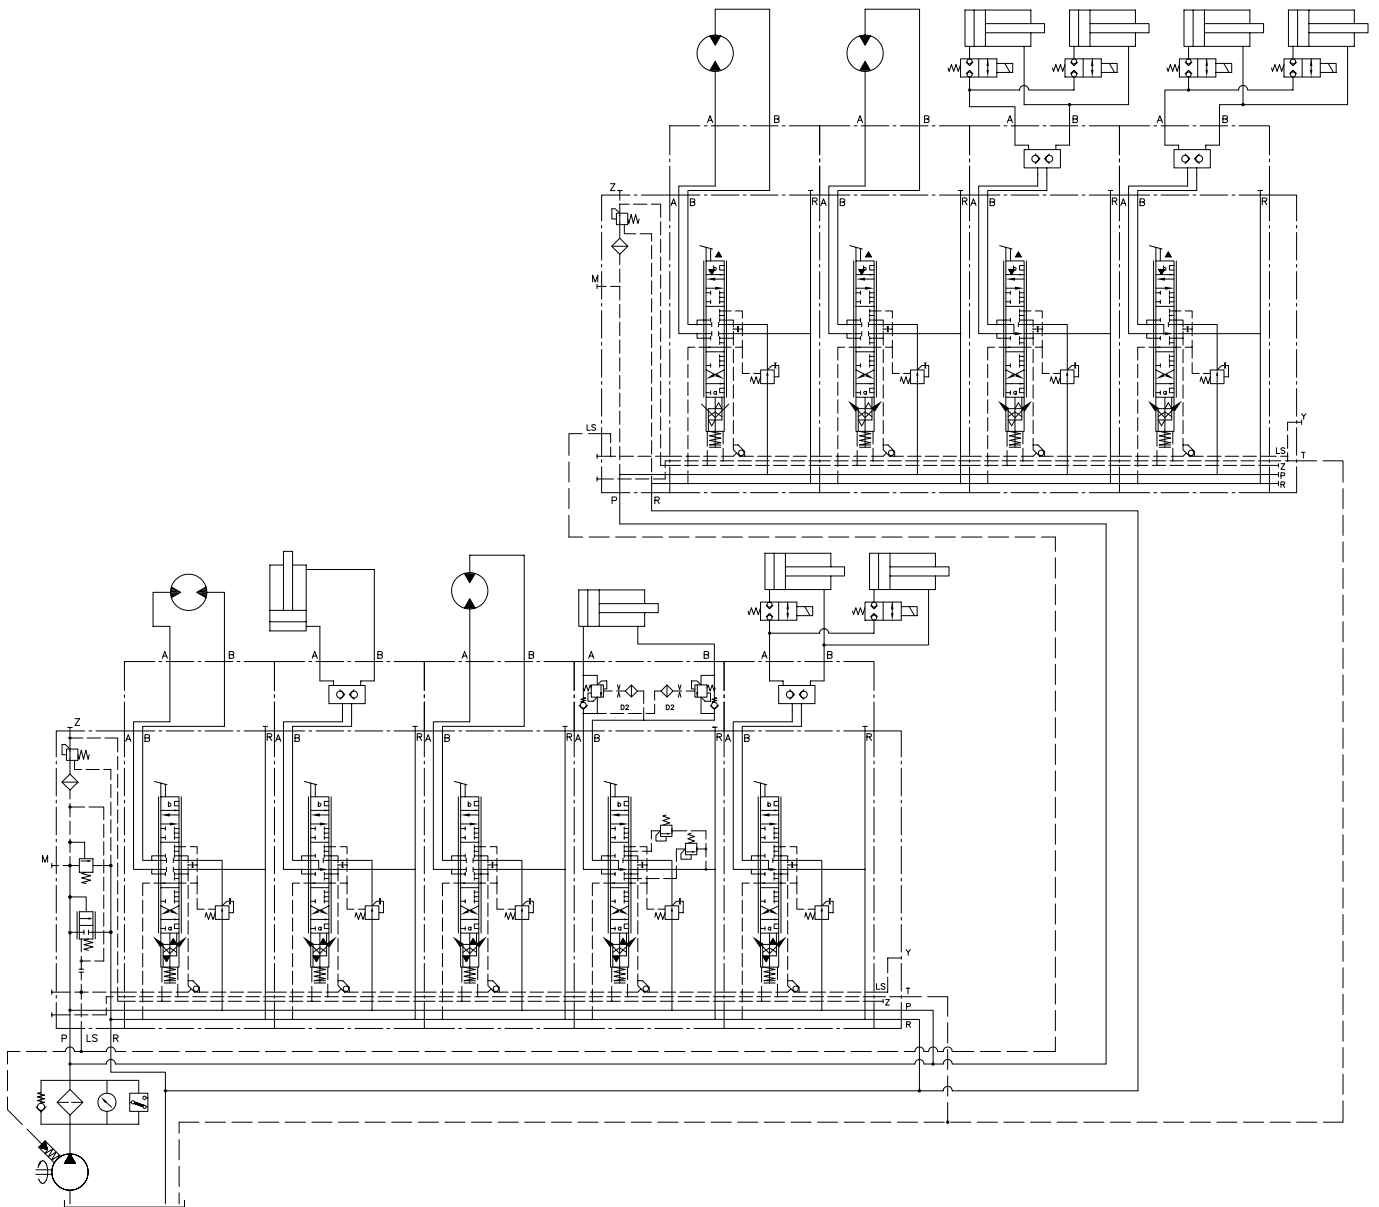 A B A B A B A B
Z
A B R A B R A B R A B R
b b b b
M
a a a a
LS Y
LS T
Z
P
R
P R
A B A B A B A B A B
D2 D2
Z
A B R A B R A B R A B R A B R
b b b b b
M
a a a a a
Y
LS T
Z
P
R
P LS R